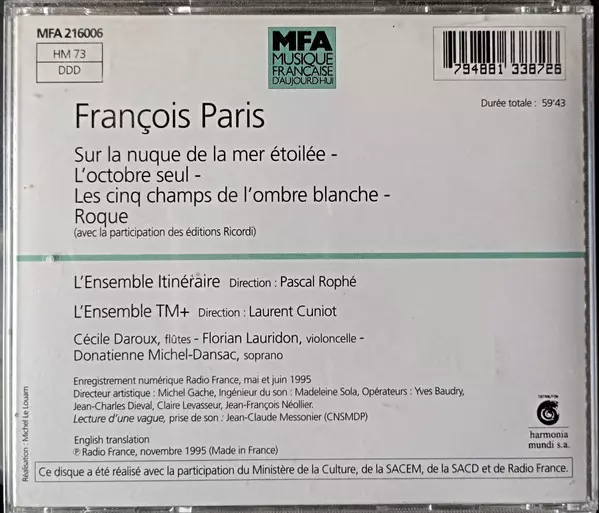 MFA 216006
HM 73
DDD
MFA
MUSIQUE
FRANÇAISE
D'AUJOURD'HUI
794881 338726
Durée totale : 59'43
François Paris
Sur la nuque de la mer étoilée -
L'octobre seul -
Les cinq champs de l'ombre blanche -
Roque
(avec la participation des éditions Ricordi)
L'Ensemble Itinéraire Direction : Pascal Rophé
L'Ensemble TM+ Direction : Laurent Cuniot
Cécile Daroux, flûtes - Florian Lauridon, violoncelle -
Donatienne Michel-Dansac, soprano
Enregistrement numérique Radio France, mai et juin 1995
Directeur artistique : Michel Gache, Ingénieur du son : Madeleine Sola, Opérateurs : Yves Baudry,
Jean-Charles Dieval, Claire Levasseur, Jean-François Néollier.
Lecture d'une vague, prise de son : Jean-Claude Messonier (CNSMDP)
English translation
℗ Radio France, novembre 1995 (Made in France)
harmonia
mundi s.a.
Ce disque a été réalisé avec la participation du Ministère de la Culture, de la SACEM, de la SACD et de Radio France.
Réalisation : Michel Le Louarn